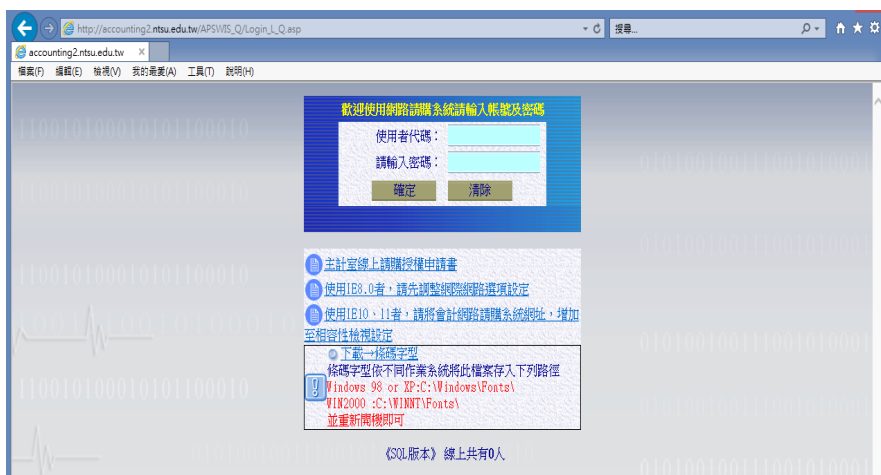 http://accounting2.ntsu.edu.tw/APSWIS_Q/Login_L_Q.asp
搜尋...
accounting2.ntsu.edu.tw
檔案(F) 編輯(E) 檢視(V) 我的最愛(A) 工具(T) 說明(H)
歡迎使用網路請購系統請輸入帳號及密碼
使用者代碼：
請輸入密碼：
確定 清除
主計室線上請購授權申請書
使用IE8.0者，請先調整網際網路選項設定
使用IE10、11者，請將會計網路請購系統網址，增加
至相容性檢視設定
下載→條碼字型
條碼字型依不同作業系統將此檔案存入下列路徑
Windows 98 or XP:C:\Windows\Fonts\
WIN2000 :C:\WINNT\Fonts\
並重新開機即可
《SQL版本》 線上共有0人